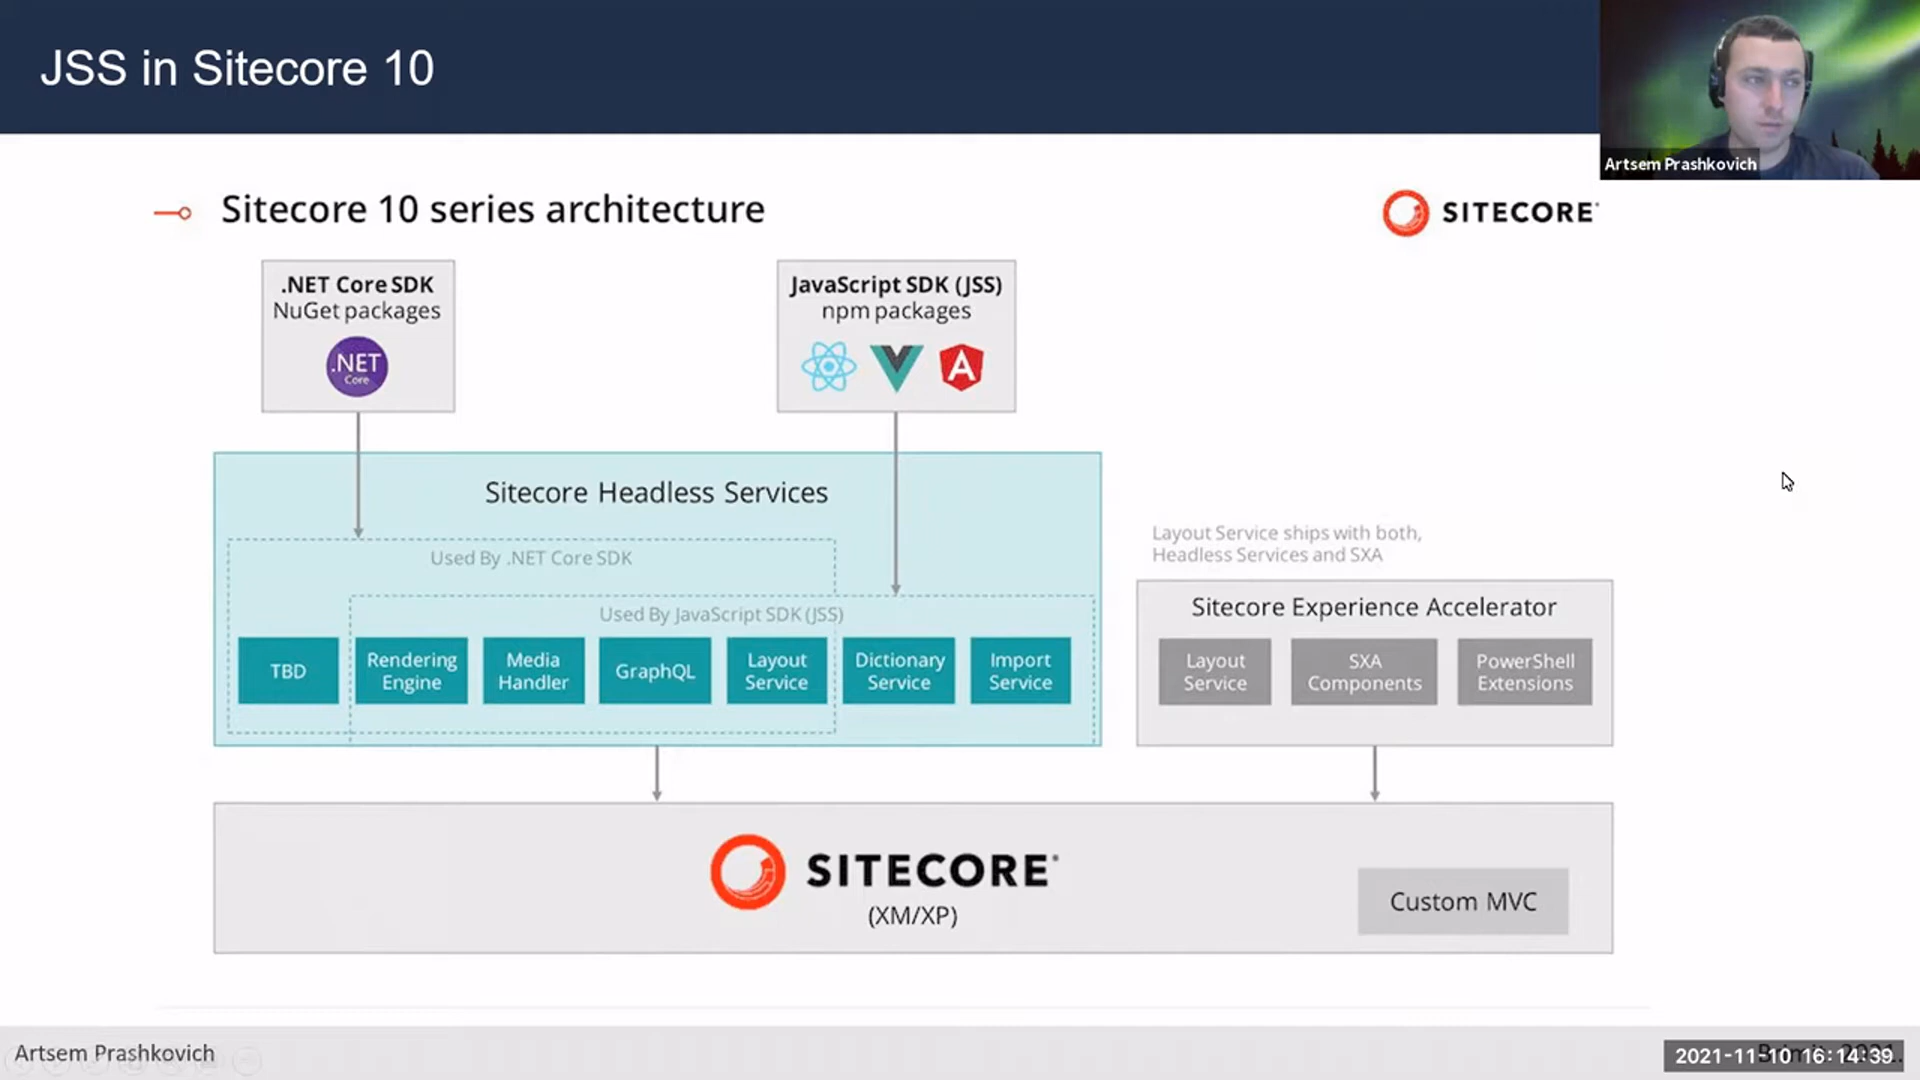 JSS in Sitecore 10
Artsem Prashkovich
Sitecore 10 series architecture
SITECORE
.NET Core SDK
NuGet packages
.NET
Core
JavaScript SDK (JSS)
npm packages
A
Sitecore Headless Services
Used By .NET Core SDK
Used By JavaScript SDK (JSS)
TBD
Rendering
Engine
Media
Handler
GraphQL
Layout
Service
Dictionary
Service
Import
Service
Layout Service ships with both,
Headless Services and SXA
Sitecore Experience Accelerator
Layout
Service
SXA
Components
PowerShell
Extensions
SITECORE
(XM/XP)
Custom MVC
Artsem Prashkovich
2021-11-10 16:14:39